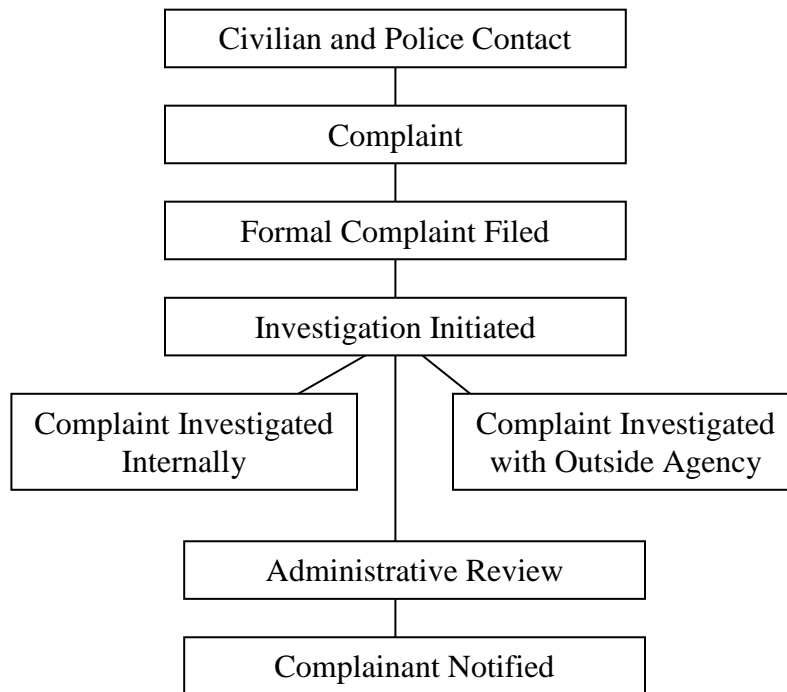 Civilian and Police Contact
Complaint
Formal Complaint Filed
Investigation Initiated
Complaint Investigated
Internally
Complaint Investigated
with Outside Agency
Administrative Review
Complainant Notified